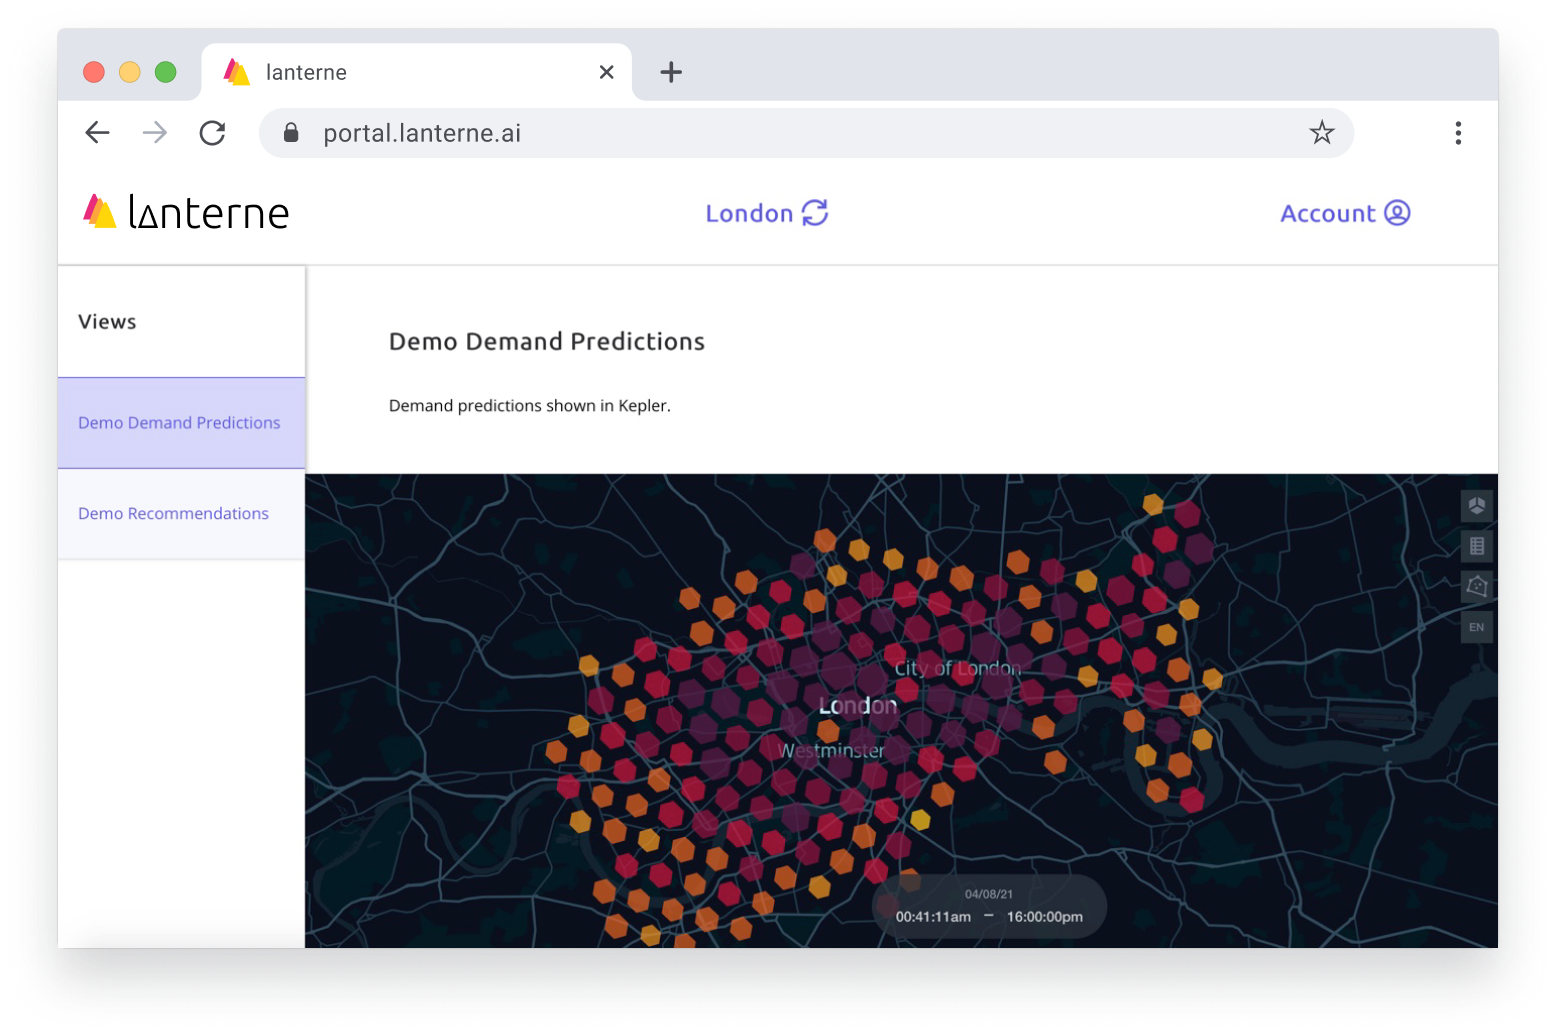 lanterne
portal.lanterne.ai
lanterne
London
Account
Views
Demo Demand Predictions
Demo Recommendations
Demo Demand Predictions
Demand predictions shown in Kepler.
EN
City of London
London
Westminster
04/08/21
00:41:11am – 16:00:00pm